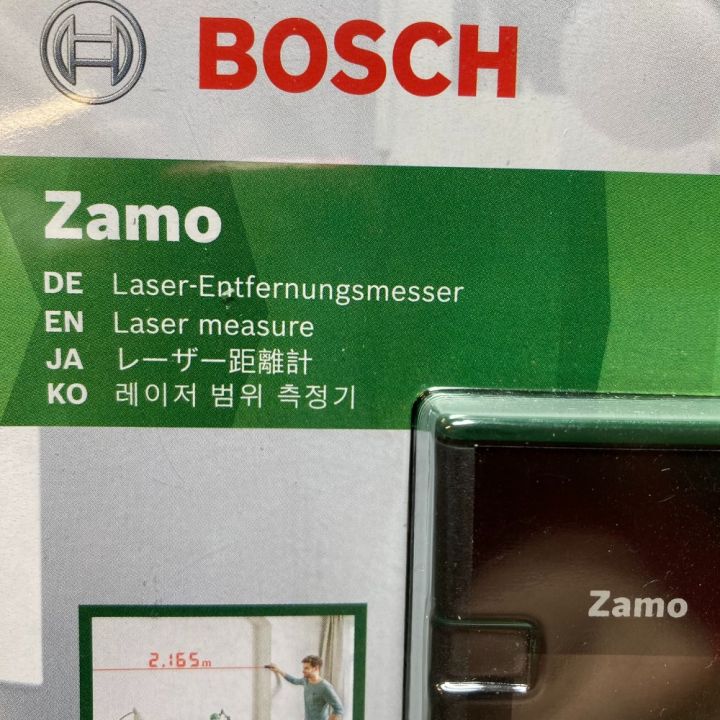 BOSCH
Zamo
DE Laser-Entfernungsmesser
EN Laser measure
JA レーザー距離計
KO 레이저 범위 측정기
Zamo
2.165m